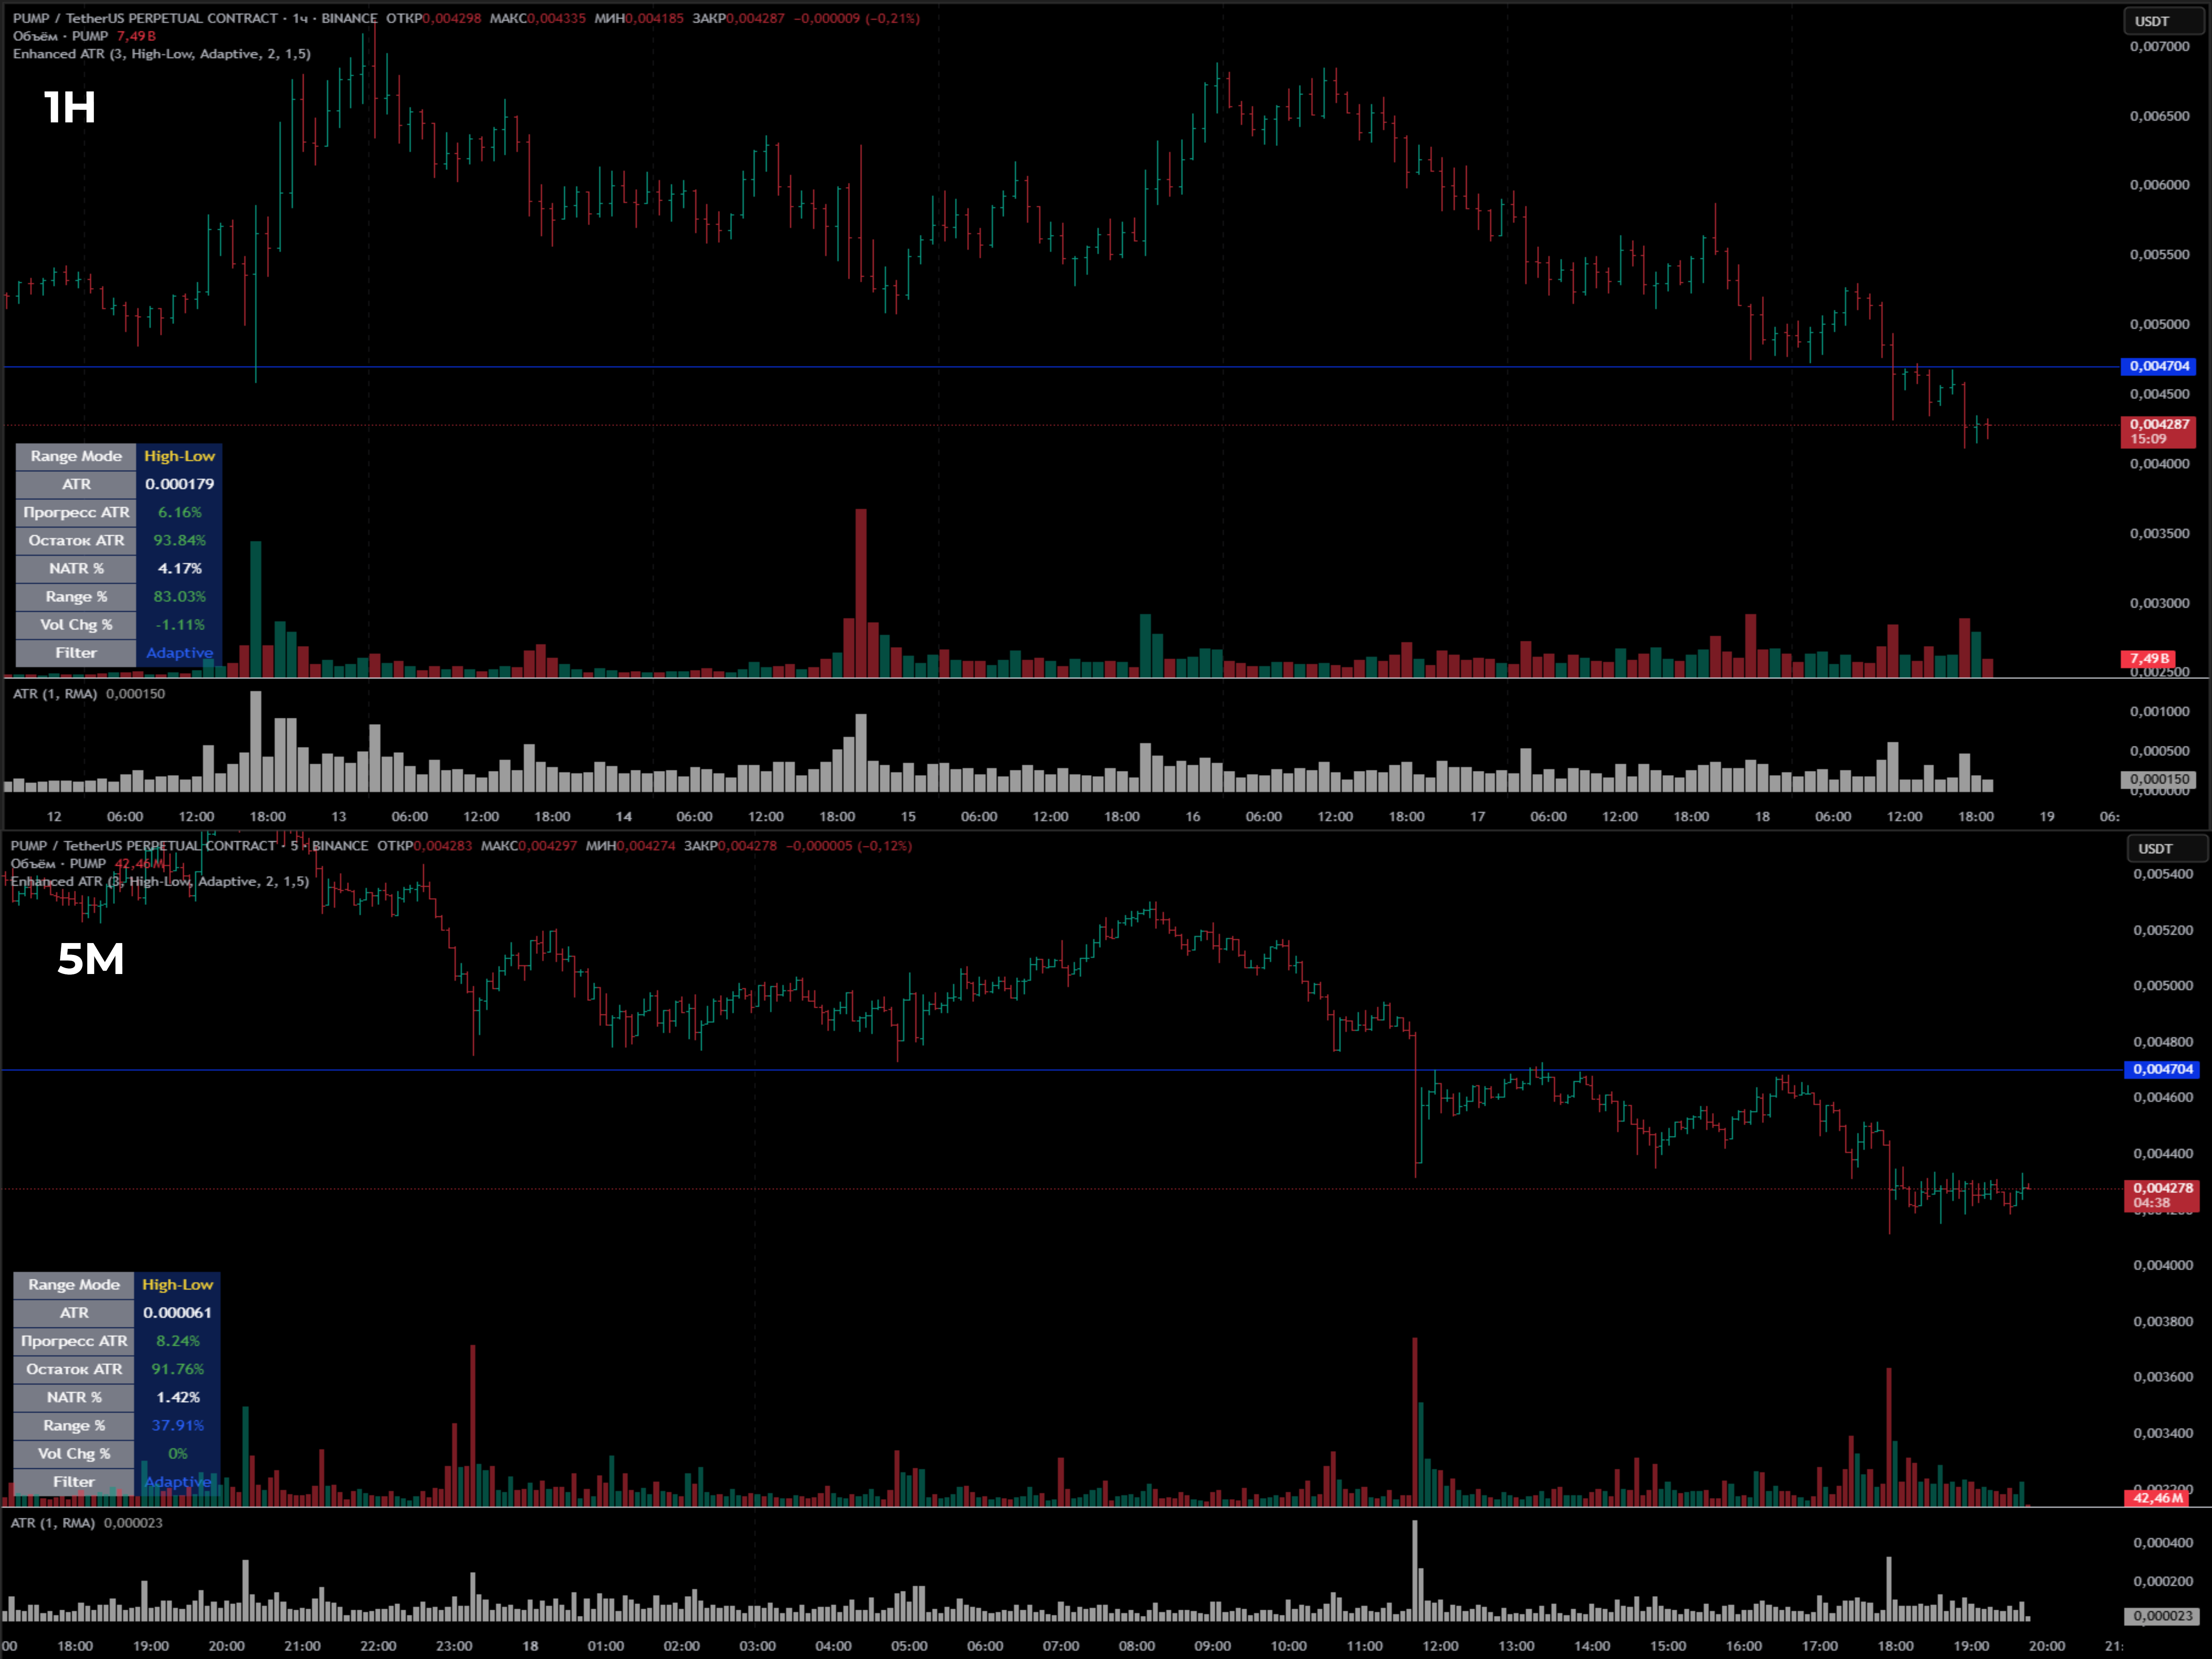 PUMP / TetherUS PERPETUAL CONTRACT · 1ч · BINANCE ОТКР0,004298 МАКС0,004335 МИН0,004185 ЗАКР0,004287 −0,000009 (−0,21%)
Объём · PUMP 7,49 B
Enhanced ATR (3, High-Low, Adaptive, 2, 1,5)
1H
USDT
0,007000
0,006500
0,006000
0,005500
0,005000
0,004704
0,004500
0,004287
15:09
0,004000
0,003500
0,003000
7,49 B
0,002500
Range Mode High-Low
ATR 0.000179
Прогресс ATR 6.16%
Остаток ATR 93.84%
NATR % 4.17%
Range % 83.03%
Vol Chg % -1.11%
Filter Adaptive
ATR (1, RMA) 0,000150
0,001000
0,000500
0,000150
0,000000
12 06:00 12:00 18:00 13 06:00 12:00 18:00 14 06:00 12:00 18:00 15 06:00 12:00 18:00 16 06:00 12:00 18:00 17 06:00 12:00 18:00 18 06:00 12:00 18:00 19 06:
PUMP / TetherUS PERPETUAL CONTRACT · 5 · BINANCE ОТКР0,004283 МАКС0,004297 МИН0,004274 ЗАКР0,004278 −0,000005 (−0,12%)
Объём · PUMP 42,46 M
Enhanced ATR (3, High-Low, Adaptive, 2, 1,5)
5M
USDT
0,005400
0,005200
0,005000
0,004800
0,004704
0,004600
0,004400
0,004278
04:38
0,004000
0,003800
0,003600
0,003400
42,46 M
Range Mode High-Low
ATR 0.000061
Прогресс ATR 8.24%
Остаток ATR 91.76%
NATR % 1.42%
Range % 37.91%
Vol Chg % 0%
Filter Adaptive
ATR (1, RMA) 0,000023
0,000400
0,000200
0,000023
:00 18:00 19:00 20:00 21:00 22:00 23:00 18 01:00 02:00 03:00 04:00 05:00 06:00 07:00 08:00 09:00 10:00 11:00 12:00 13:00 14:00 15:00 16:00 17:00 18:00 19:00 20:00 21: